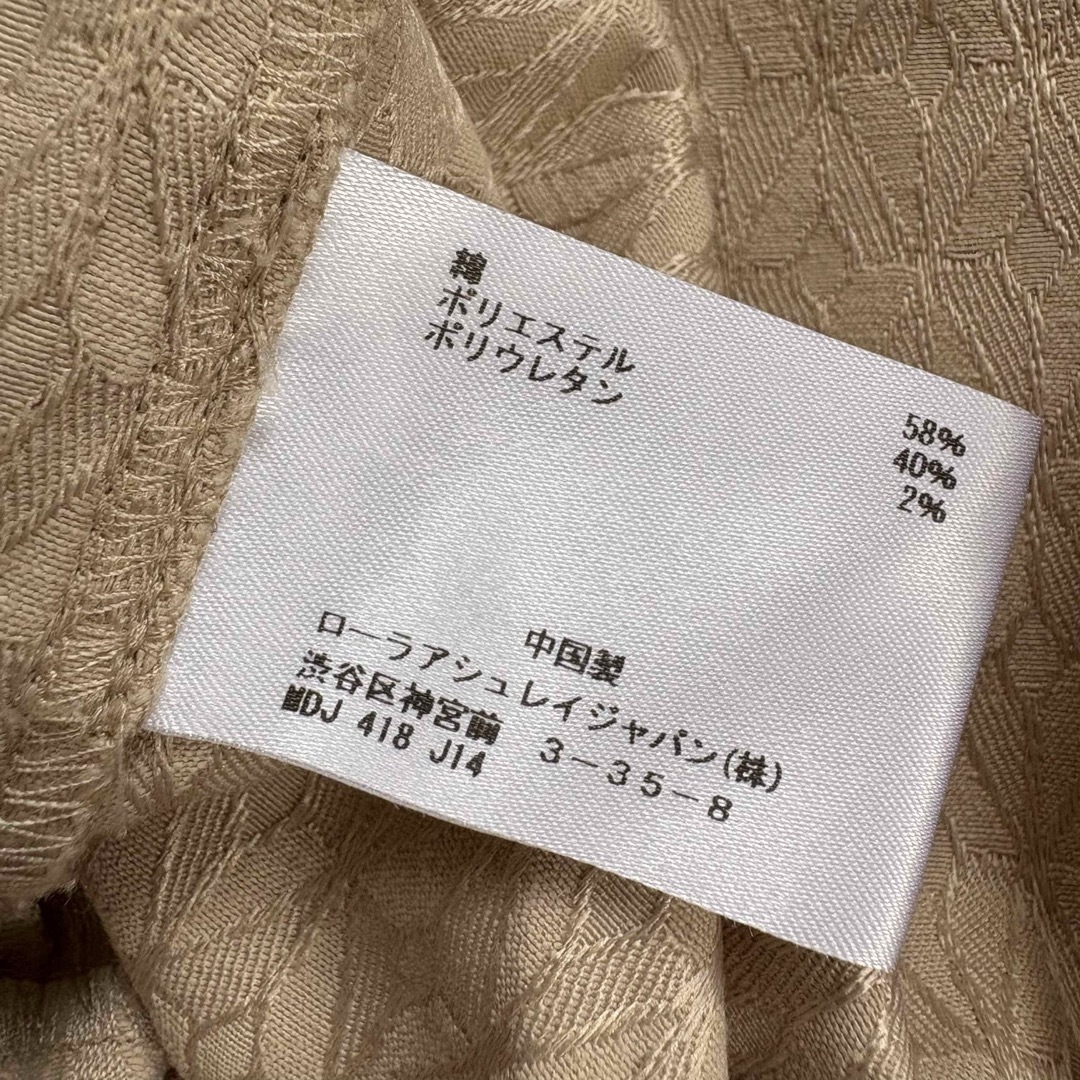 綿 58%
ポリエステル 40%
ポリウレタン 2%
中国製
ローラアシュレイジャパン(株)
渋谷区神宮前 3-35-8
DJ 418 J14